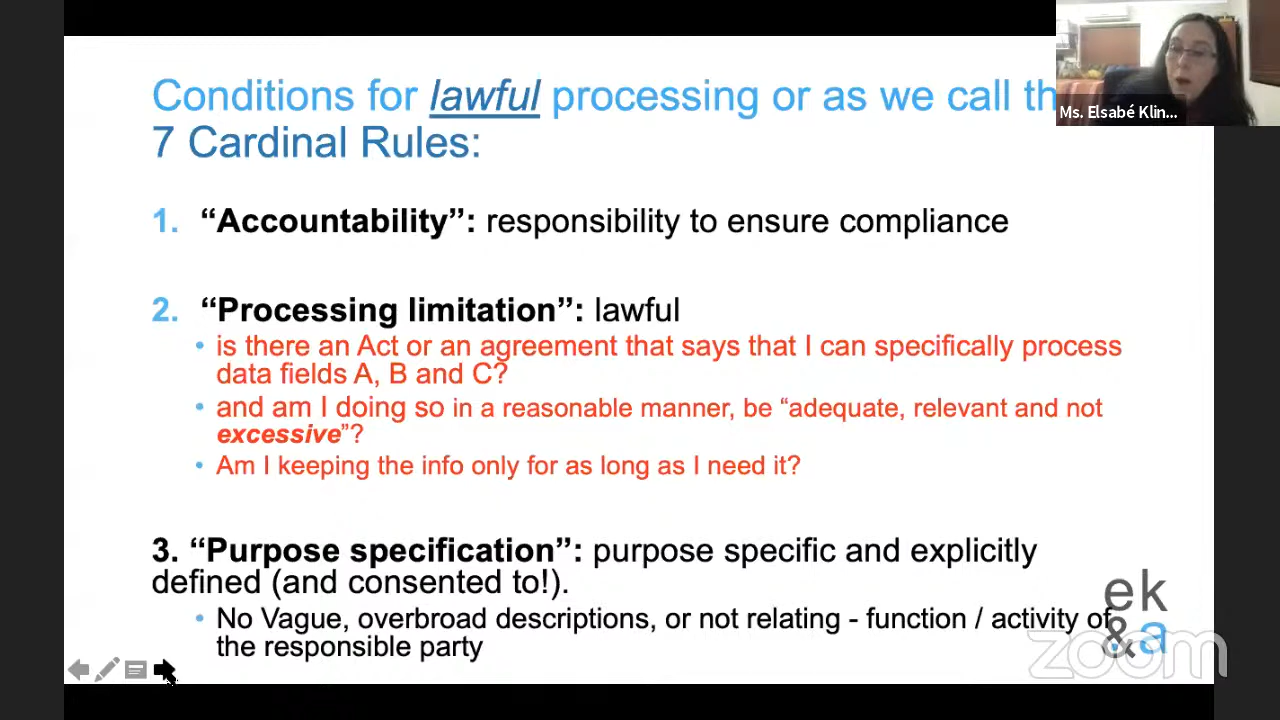 Conditions for lawful processing or as we call th
7 Cardinal Rules:
Ms. Elsabé Klin...
1. “Accountability”: responsibility to ensure compliance
2. “Processing limitation”: lawful
• is there an Act or an agreement that says that I can specifically process
data fields A, B and C?
• and am I doing so in a reasonable manner, be “adequate, relevant and not
excessive”?
• Am I keeping the info only for as long as I need it?
3. “Purpose specification”: purpose specific and explicitly
defined (and consented to!).
• No Vague, overbroad descriptions, or not relating - function / activity of
the responsible party
ek
&a
zoom